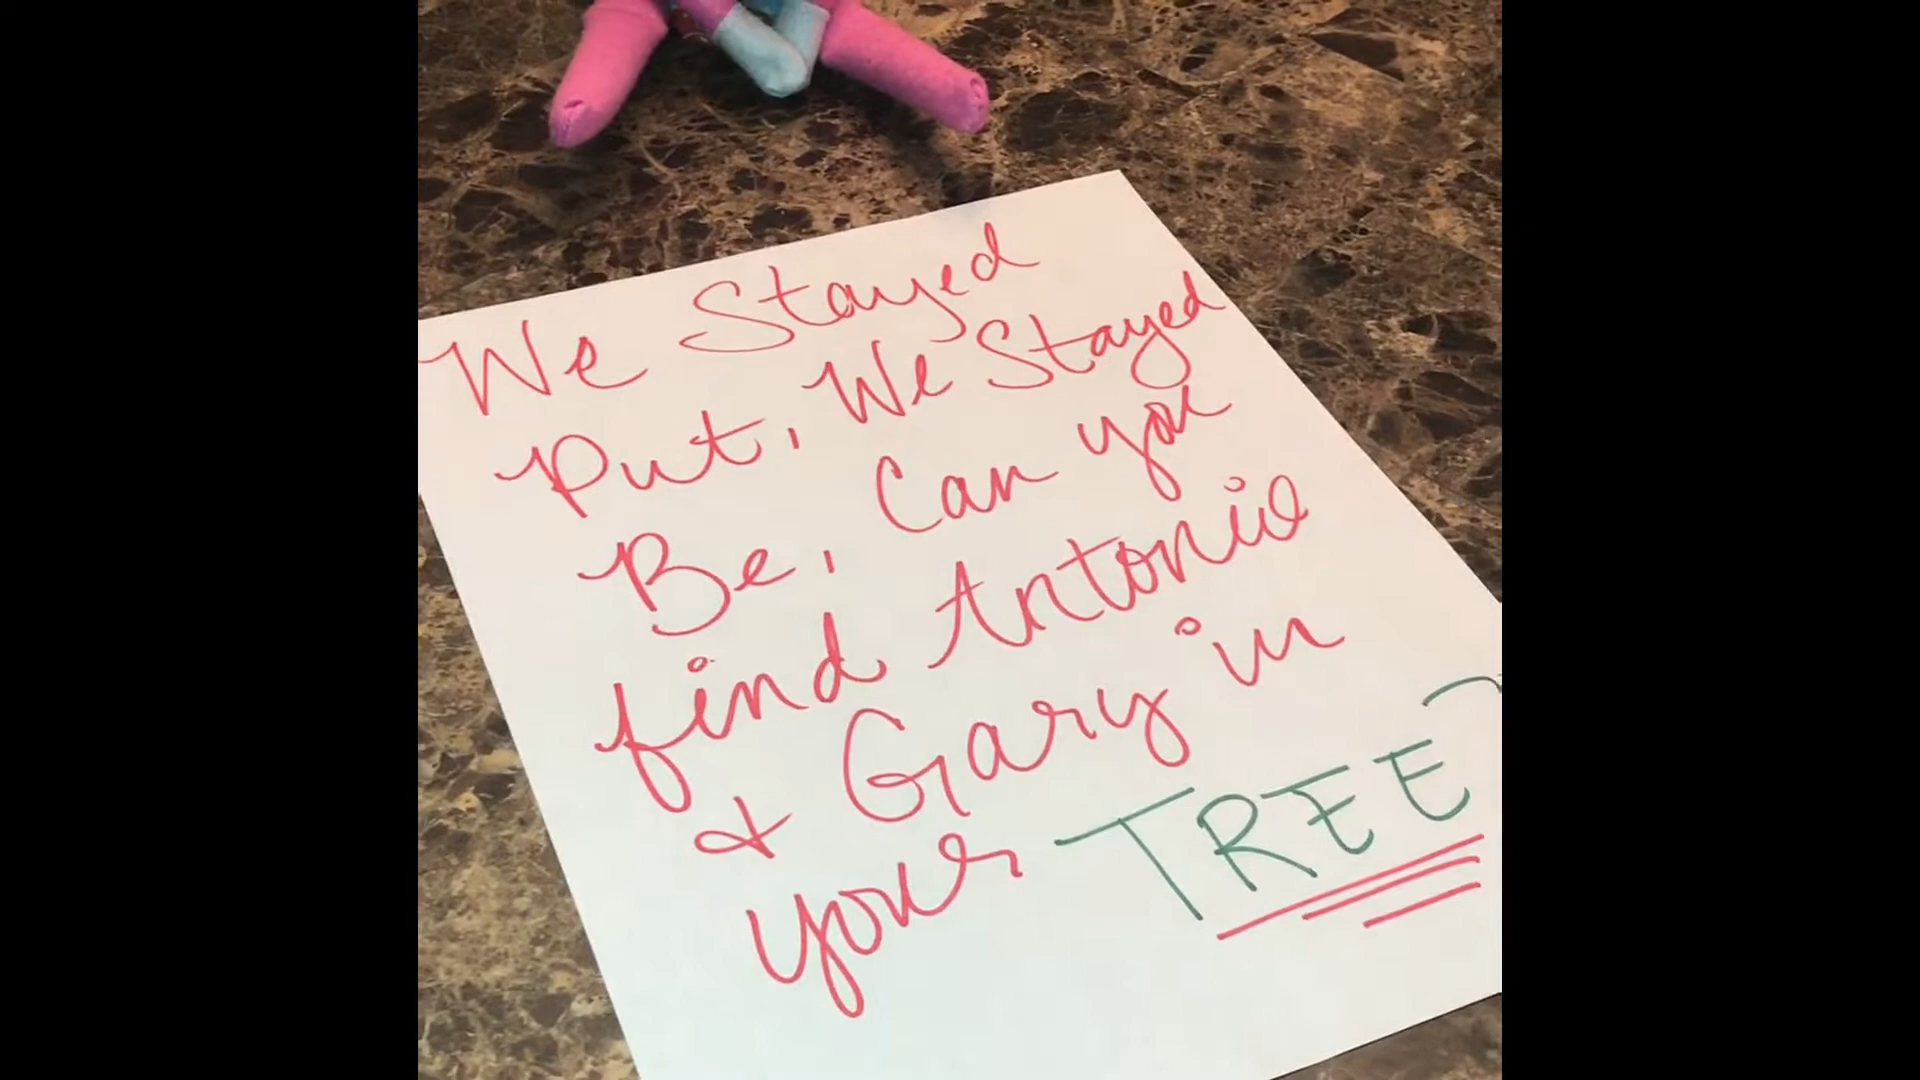 We Stayed
Put, We Stayed
Be, Can you
find Antonio
& Gary in
your TREE